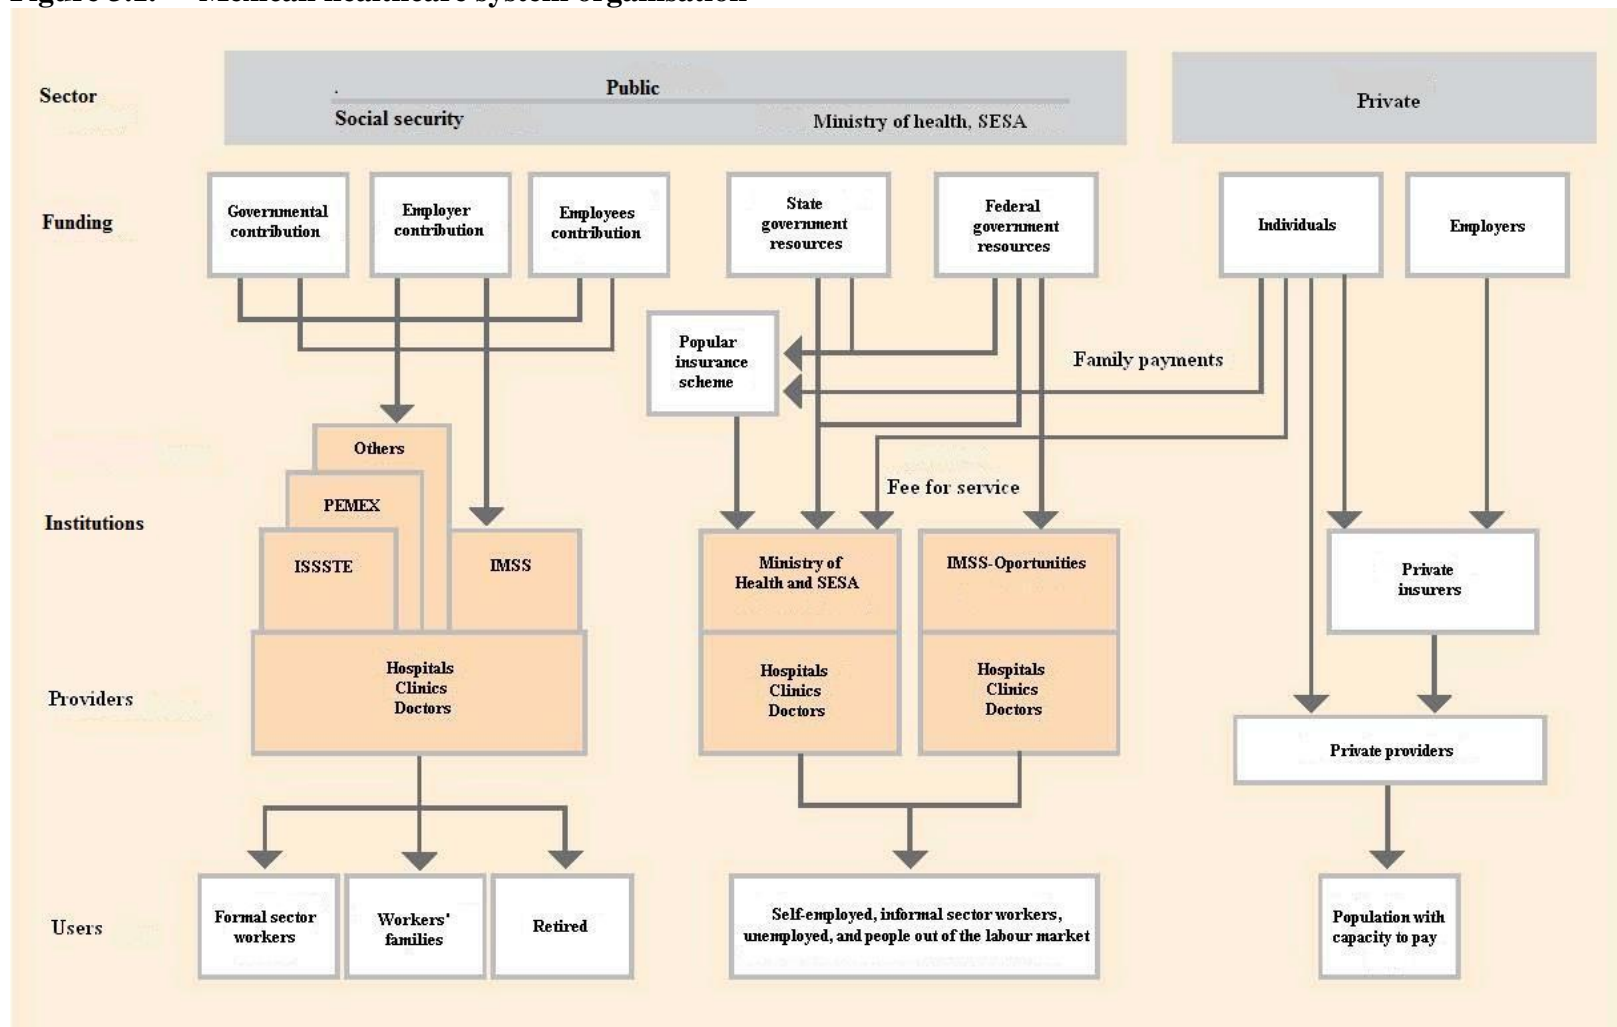 Sector
Public
Social security
Ministry of health, SESA
Private
Funding
Governmental
contribution
Employer
contribution
Employees
contribution
State
government
resources
Federal
government
resources
Individuals
Employers
Popular
insurance
scheme
Family payments
Fee for service
Institutions
Others
PEMEX
ISSSTE
IMSS
Ministry of
Health and SESA
IMSS-Oportunities
Private
insurers
Providers
Hospitals
Clinics
Doctors
Hospitals
Clinics
Doctors
Hospitals
Clinics
Doctors
Private providers
Users
Formal sector
workers
Workers'
families
Retired
Self-employed, informal sector workers,
unemployed, and people out of the labour market
Population with
capacity to pay